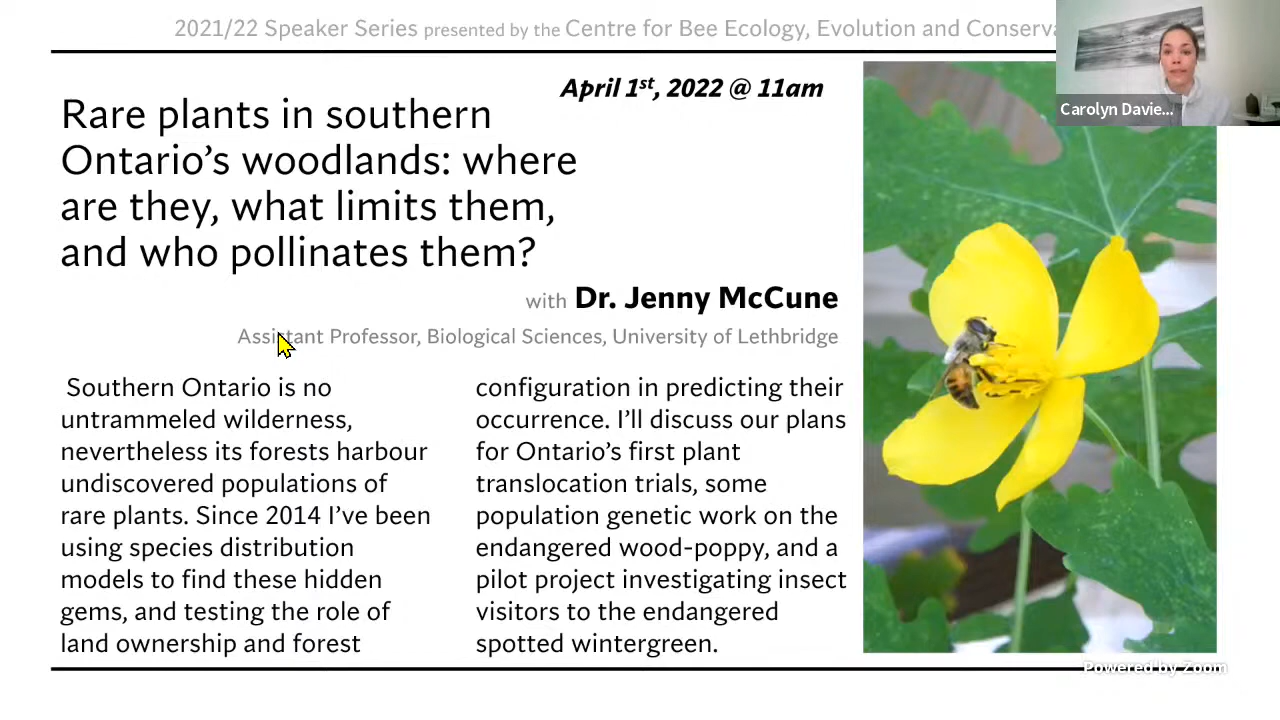 2021/22 Speaker Series presented by the Centre for Bee Ecology, Evolution and Conserva
Carolyn Davie...
April 1st, 2022 @ 11am
Rare plants in southern
Ontario’s woodlands: where
are they, what limits them,
and who pollinates them?
with Dr. Jenny McCune
Assistant Professor, Biological Sciences, University of Lethbridge
Southern Ontario is no
untrammeled wilderness,
nevertheless its forests harbour
undiscovered populations of
rare plants. Since 2014 I’ve been
using species distribution
models to find these hidden
gems, and testing the role of
land ownership and forest
configuration in predicting their
occurrence. I’ll discuss our plans
for Ontario’s first plant
translocation trials, some
population genetic work on the
endangered wood-poppy, and a
pilot project investigating insect
visitors to the endangered
spotted wintergreen.
Powered by Zoom